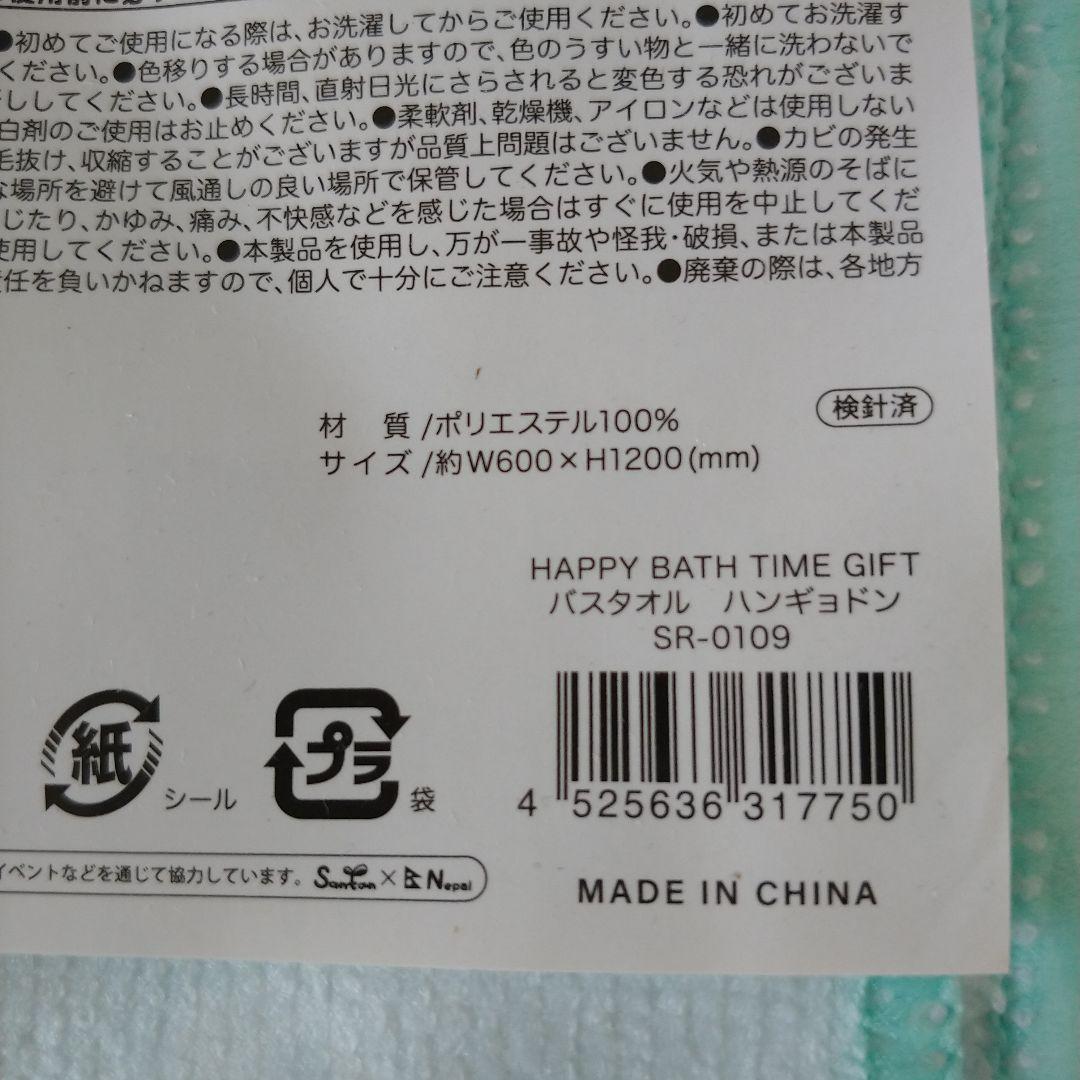 ●初めてご使用になる際は、お洗濯してからご使用ください。●初めてお洗濯す
ください。●色移りする場合がありますので、色のうすい物と一緒に洗わないで
してください。●長時間、直射日光にさらされると変色する恐れがございま
白剤のご使用はお止めください。●柔軟剤、乾燥機、アイロンなどは使用しない
毛抜け、収縮することがございますが品質上問題はございません。●カビの発生
な場所を避けて風通しの良い場所で保管してください。●火気や熱源のそばに
じたり、かゆみ、痛み、不快感などを感じた場合はすぐに使用を中止してくだ
使用してください。●本製品を使用し、万が一事故や怪我・破損、または本製品
責任を負いかねますので、個人で十分にご注意ください。●廃棄の際は、各地方
材　質/ポリエステル100%
サイズ/約W600×H1200(mm)
検針済
HAPPY BATH TIME GIFT
バスタオル　ハンギョドン
SR-0109
紙 シール
プラ 袋
4 525636 317750
イベントなどを通じて協力しています。 Santan × Nepal
MADE IN CHINA